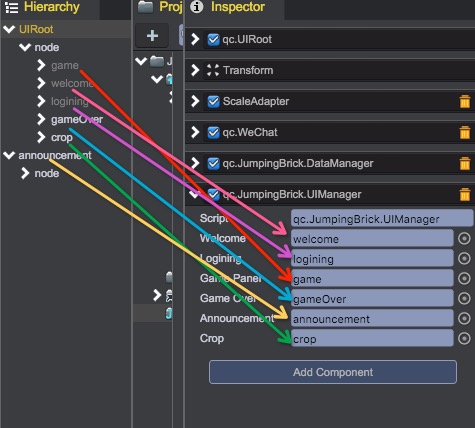 Hierarchy
UIRoot
node
game
welcome
logining
gameOver
crop
announcement
node
Proj
J
Inspector
qc.UIRoot
Transform
ScaleAdapter
qc.WeChat
qc.JumpingBrick.DataManager
qc.JumpingBrick.UIManager
Script qc.JumpingBrick.UIManager
Welcome welcome
Logining logining
Game Panel game
Game Over gameOver
Announcement announcement
Crop crop
Add Component